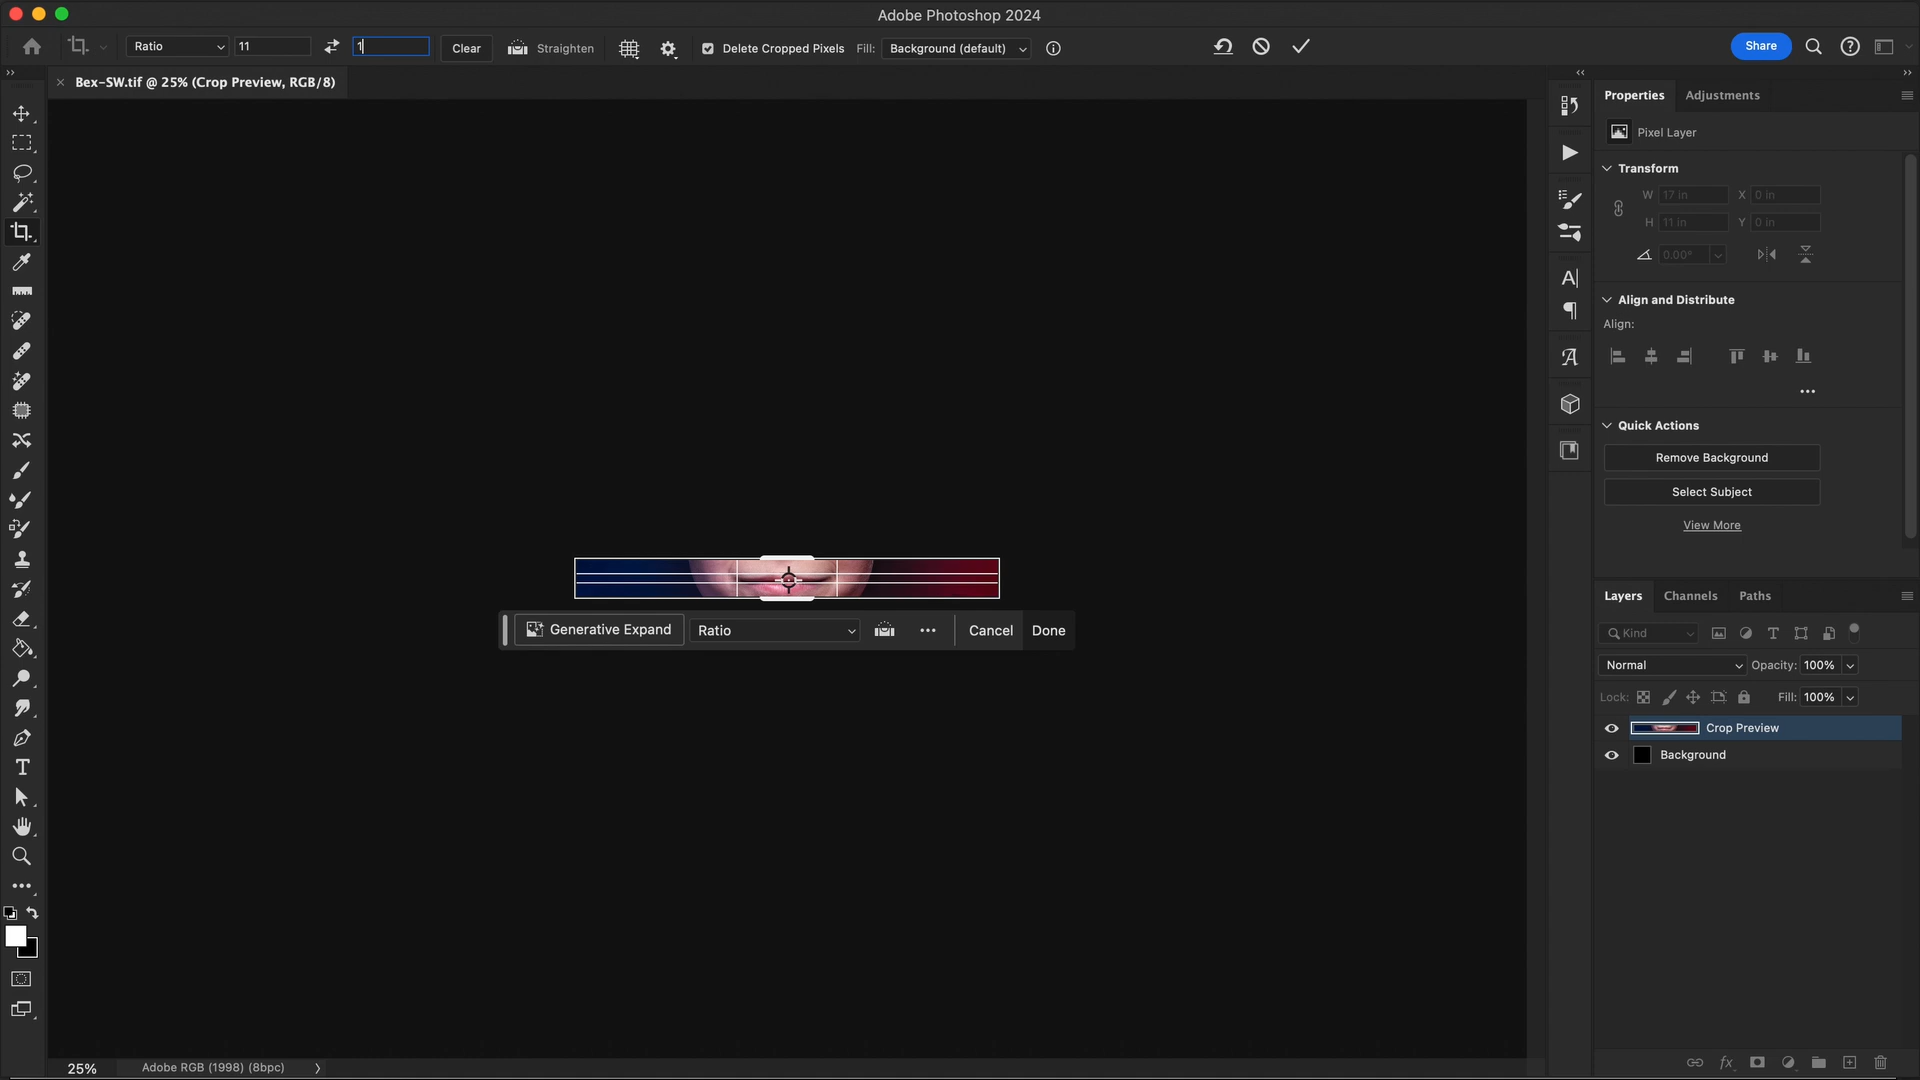 Adobe Photoshop 2024
Ratio 11 1 Clear Straighten Delete Cropped Pixels Fill: Background (default) Share
Bex-SW.tif @ 25% (Crop Preview, RGB/8)
Properties Adjustments
Pixel Layer
Transform
W 17 in X 0 in
H 11 in Y 0 in
0.00°
Align and Distribute
Align:
Quick Actions
Remove Background
Select Subject
View More
Generative Expand Ratio Cancel Done
Layers Channels Paths
Kind
Normal Opacity: 100%
Lock: Fill: 100%
Crop Preview
Background
25% Adobe RGB (1998) (8bpc)